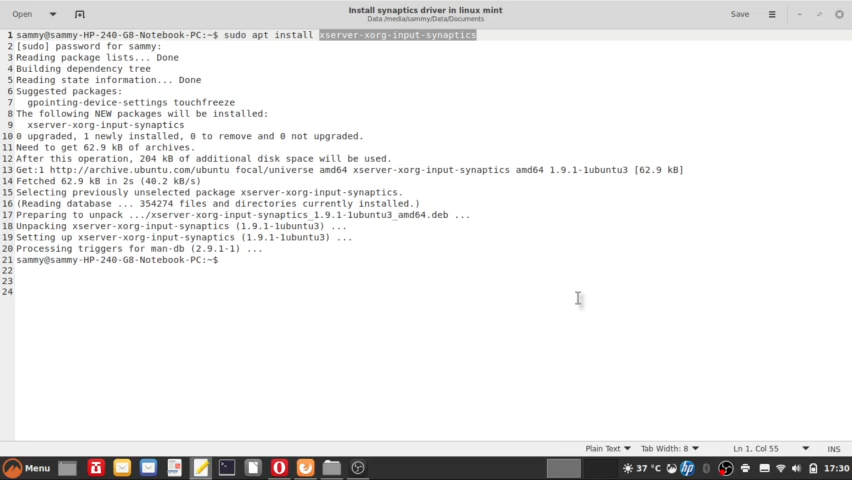 Open
Install synaptics driver in linux mint
Data /media/sammy/Data/Documents
Save
1 sammy@sammy-HP-240-G8-Notebook-PC:~$ sudo apt install xserver-xorg-input-synaptics
2 [sudo] password for sammy:
3 Reading package lists... Done
4 Building dependency tree
5 Reading state information... Done
6 Suggested packages:
7 gpointing-device-settings touchfreeze
8 The following NEW packages will be installed:
9 xserver-xorg-input-synaptics
10 0 upgraded, 1 newly installed, 0 to remove and 0 not upgraded.
11 Need to get 62.9 kB of archives.
12 After this operation, 204 kB of additional disk space will be used.
13 Get:1 http://archive.ubuntu.com/ubuntu focal/universe amd64 xserver-xorg-input-synaptics amd64 1.9.1-1ubuntu3 [62.9 kB]
14 Fetched 62.9 kB in 2s (40.2 kB/s)
15 Selecting previously unselected package xserver-xorg-input-synaptics.
16 (Reading database ... 354274 files and directories currently installed.)
17 Preparing to unpack .../xserver-xorg-input-synaptics_1.9.1-1ubuntu3_amd64.deb ...
18 Unpacking xserver-xorg-input-synaptics (1.9.1-1ubuntu3) ...
19 Setting up xserver-xorg-input-synaptics (1.9.1-1ubuntu3) ...
20 Processing triggers for man-db (2.9.1-1) ...
21 sammy@sammy-HP-240-G8-Notebook-PC:~$
22
23
24
Plain Text Tab Width: 8 Ln 1, Col 55 INS
Menu 37 °C hp 17:30